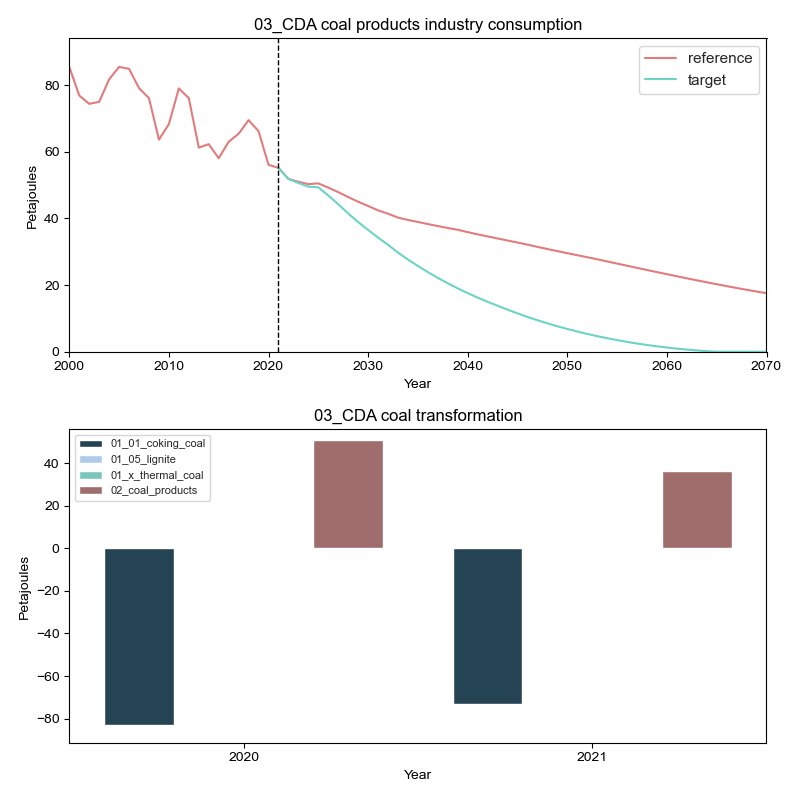 03_CDA coal products industry consumption
reference
target
80
60
40
20
0
Petajoules
2000
2010
2020
2030
2040
2050
2060
2070
Year
03_CDA coal transformation
01_01_coking_coal
01_05_lignite
01_x_thermal_coal
02_coal_products
40
20
0
−20
−40
−60
−80
Petajoules
2020
2021
Year